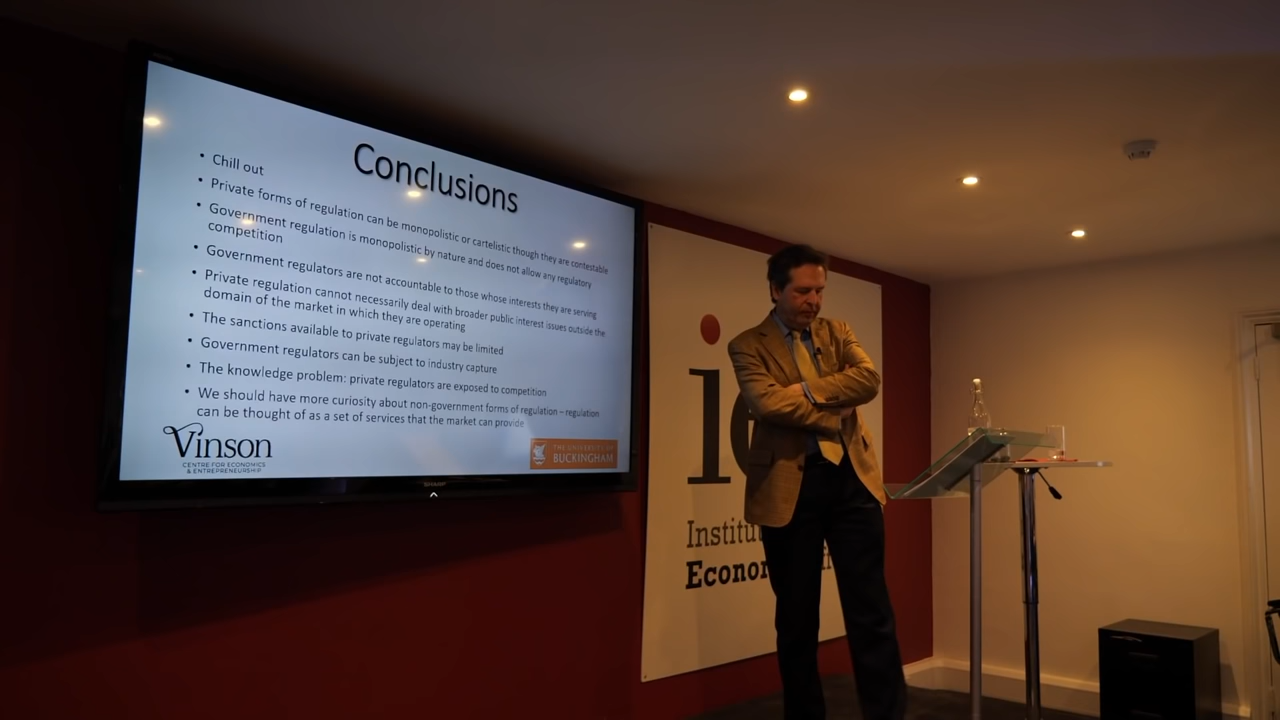 Conclusions
• Chill out
• Private forms of regulation can be monopolistic or cartelistic though they are contestable
• Government regulation is monopolistic by nature and does not allow any regulatory
competition
• Government regulators are not accountable to those whose interests they are serving
• Private regulation cannot necessarily deal with broader public interest issues outside the
domain of the market in which they are operating
• The sanctions available to private regulators may be limited
• Government regulators can be subject to industry capture
• The knowledge problem: private regulators are exposed to competition
• We should have more curiosity about non-government forms of regulation – regulation
can be thought of as a set of services that the market can provide
Vinson
CENTRE FOR ECONOMICS
& ENTREPRENEURSHIP
THE UNIVERSITY OF
BUCKINGHAM
SHARP
ie
Institu
Econo